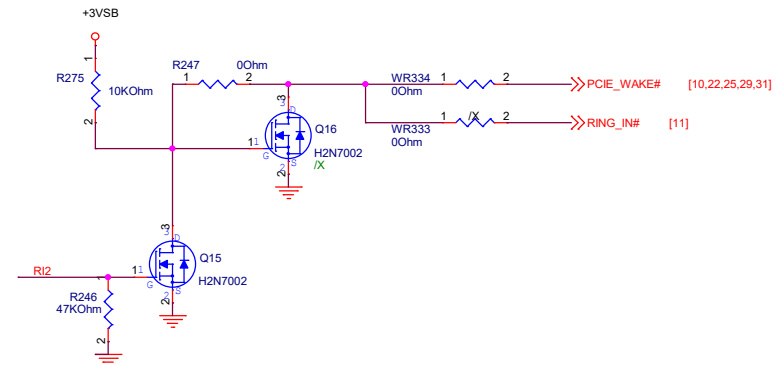 +3VSB
R247 0Ohm
1 2
1
R275
10KOhm
2
WR334 1 2
0Ohm
PCIE_WAKE# [10,22,25,29,31]
1 /X 2
WR333
0Ohm
RING_IN# [11]
3
3
D
Q16
1 1
G
H2N7002
S
/X
2
2
3
3
D
Q15
RI2
1
1 1
G
H2N7002
S
2
2
R246
47KOhm
2